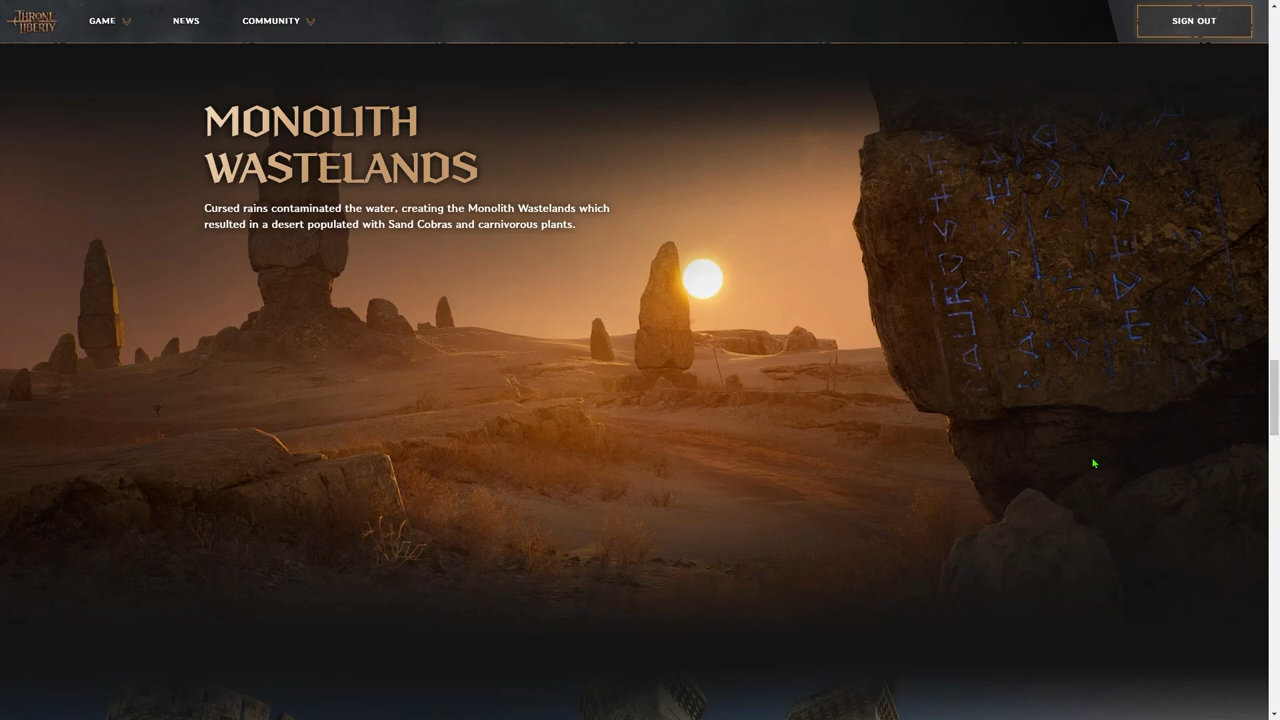 THRONE
LIBERTY
GAME
NEWS
COMMUNITY
SIGN OUT
MONOLITH
WASTELANDS
Cursed rains contaminated the water, creating the Monolith Wastelands which
resulted in a desert populated with Sand Cobras and carnivorous plants.